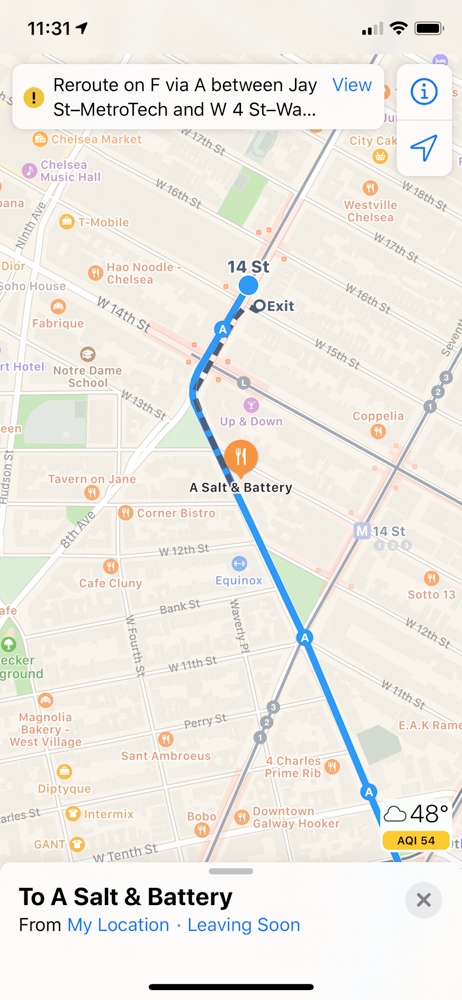 11:31
Reroute on F via A between Jay
St–MetroTech and W 4 St–Wa...
View
Chelsea Market
Chelsea
Music Hall
City Cak
W 16th St
W 18th St
Westville
Chelsea
Ninth Ave
T-Mobile
W 17th St
Dior
Soho House
Hao Noodle -
Chelsea
14 St
W 16th St
Exit
Fabrique
W 14th St
A
W 15th St
Seventh
rt Hotel
Notre Dame
School
L
3
2
1
W 13th St
Up & Down
Coppelia
een
Hudson St
A Salt & Battery
Tavern on Jane
Corner Bistro
8th Ave
M 14 St
1 2 3
W 12th St
Equinox
Cafe Cluny
Sotto 13
afe
Bank St
Waverly Pl
W Fourth St
W 12th St
A
ecker
ground
W 11th St
W 11th St
Magnolia
Bakery -
West Village
Perry St
3
2
1
E.A.K Rame
Sant Ambroeus
4 Charles
Prime Rib
Diptyque
A
48°
AQI 54
arles St
Intermix
Bobo
Downtown
Galway Hooker
GANT
W Tenth St
To A Salt & Battery
From My Location · Leaving Soon